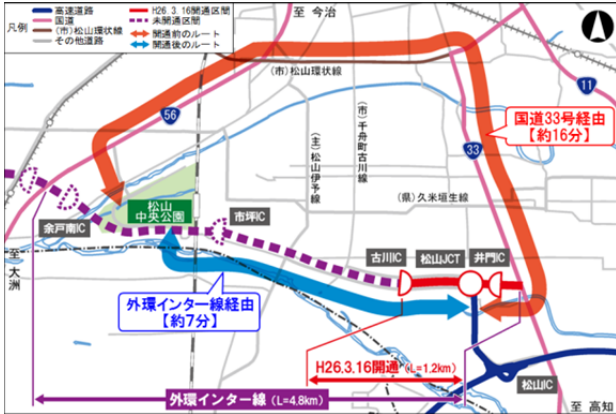 凡例
高速道路
国道
(市)松山環状線
その他道路
H26.3.16開通区間
未開通区間
開通前のルート
開通後のルート
至 今治
(市)松山環状線
11
56
国道33号経由
【約16分】
(市)千舟町古川線
(主)松山伊予線
33
(県)久米垣生線
松山
中央公園
市坪IC
余戸南IC
古川IC
松山JCT
井門IC
至 大洲
外環インター線経由
【約7分】
H26.3.16開通(L=1.2km)
松山IC
外環インター線(L=4.8km)
至 高知